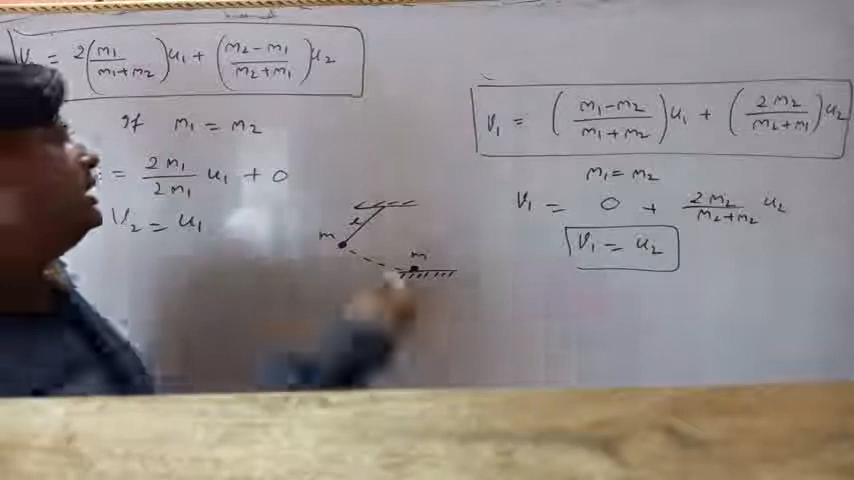 = 2(m₁/(m₁+m₂))u₁ + ((m₂-m₁)/(m₂+m₁))u₂
If m₁ = m₂
= 2m₁/2m₁ u₁ + 0
V₂ = u₁
l
m
m
V₁ = ((m₁-m₂)/(m₁+m₂))u₁ + (2m₂/(m₂+m₁))u₂
m₁ = m₂
V₁ = 0 + 2m₂/(m₂+m₂) u₂
V₁ = u₂